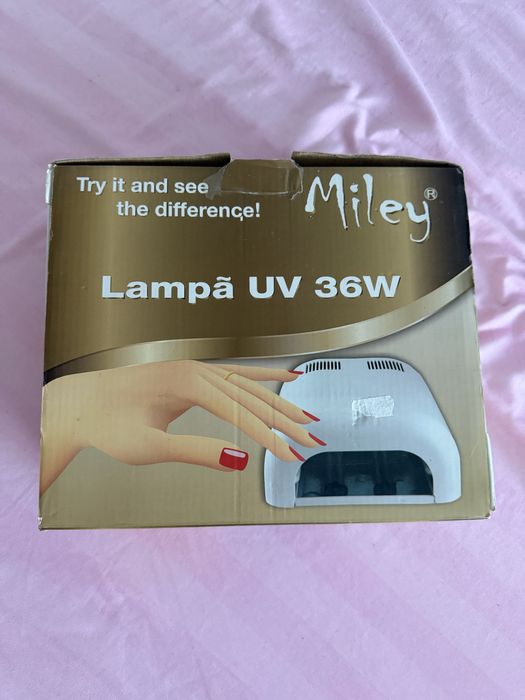 Try it and see
the difference!
Miley®
Lampã UV 36W